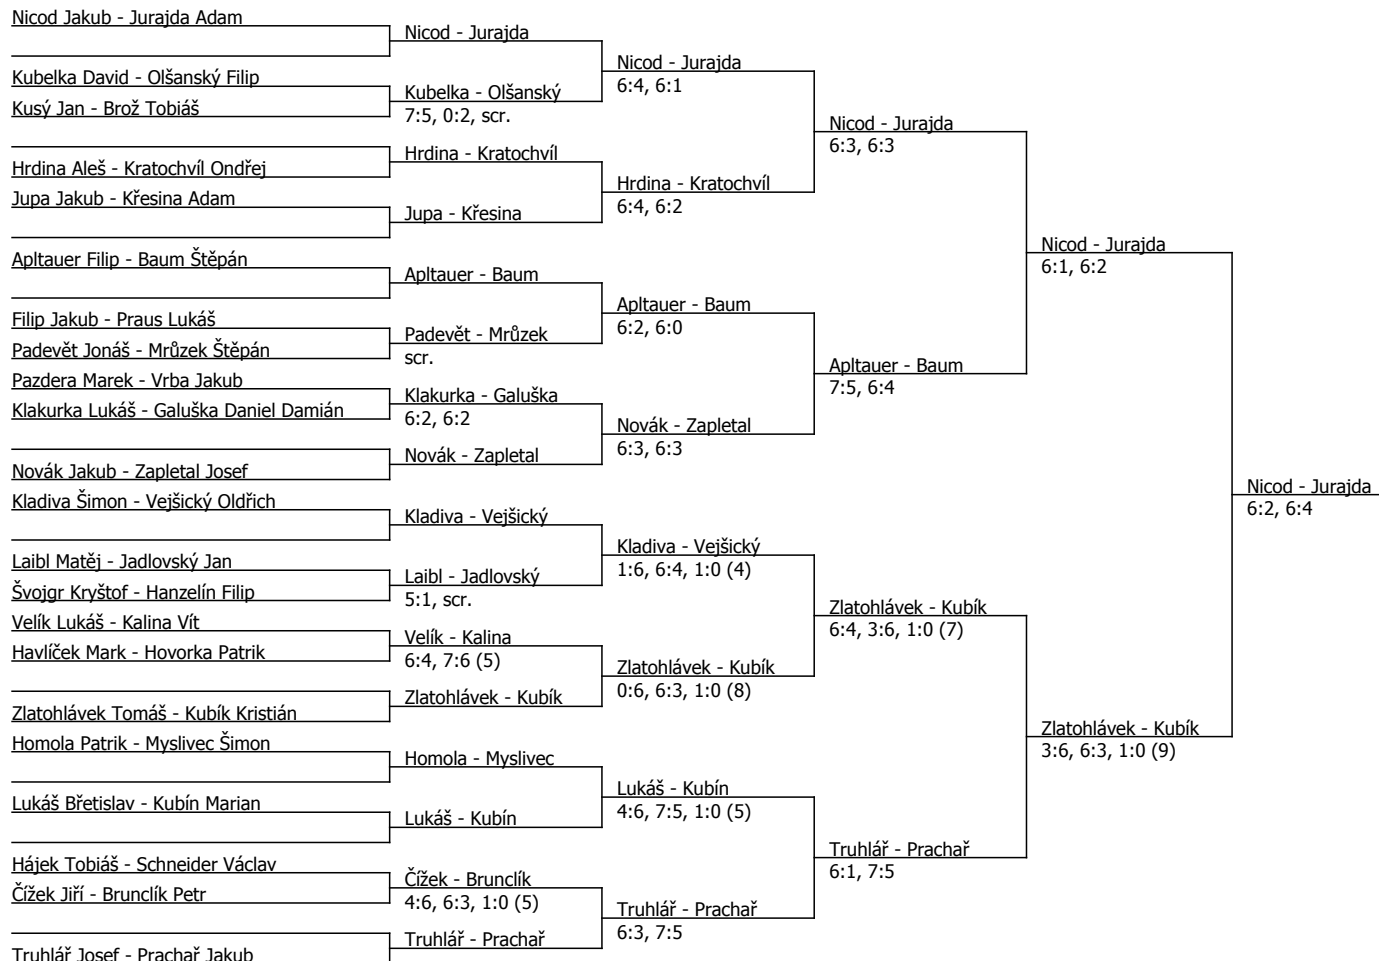 Nicod Jakub - Jurajda Adam
Kubelka David - Olšanský Filip
Kusý Jan - Brož Tobiáš
Hrdina Aleš - Kratochvíl Ondřej
Jupa Jakub - Křesina Adam
Apltauer Filip - Baum Štěpán
Filip Jakub - Praus Lukáš
Padevět Jonáš - Mrůzek Štěpán
Pazdera Marek - Vrba Jakub
Klakurka Lukáš - Galuška Daniel Damián
Novák Jakub - Zapletal Josef
Kladiva Šimon - Vejšický Oldřich
Laibl Matěj - Jadlovský Jan
Švojgr Kryštof - Hanzelín Filip
Velík Lukáš - Kalina Vít
Havlíček Mark - Hovorka Patrik
Zlatohlávek Tomáš - Kubík Kristián
Homola Patrik - Myslivec Šimon
Lukáš Břetislav - Kubín Marian
Hájek Tobiáš - Schneider Václav
Čížek Jiří - Brunclík Petr
Truhlář Josef - Prachař Jakub
Nicod - Jurajda
Kubelka - Olšanský
7:5, 0:2, scr.
Hrdina - Kratochvíl
Jupa - Křesina
Apltauer - Baum
Padevět - Mrůzek
scr.
Klakurka - Galuška
6:2, 6:2
Novák - Zapletal
Kladiva - Vejšický
Laibl - Jadlovský
5:1, scr.
Velík - Kalina
6:4, 7:6 (5)
Zlatohlávek - Kubík
Homola - Myslivec
Lukáš - Kubín
Čížek - Brunclík
4:6, 6:3, 1:0 (5)
Truhlář - Prachař
Nicod - Jurajda
6:4, 6:1
Hrdina - Kratochvíl
6:4, 6:2
Apltauer - Baum
6:2, 6:0
Novák - Zapletal
6:3, 6:3
Kladiva - Vejšický
1:6, 6:4, 1:0 (4)
Zlatohlávek - Kubík
0:6, 6:3, 1:0 (8)
Lukáš - Kubín
4:6, 7:5, 1:0 (5)
Truhlář - Prachař
6:3, 7:5
Nicod - Jurajda
6:3, 6:3
Apltauer - Baum
7:5, 6:4
Zlatohlávek - Kubík
6:4, 3:6, 1:0 (7)
Truhlář - Prachař
6:1, 7:5
Nicod - Jurajda
6:1, 6:2
Zlatohlávek - Kubík
3:6, 6:3, 1:0 (9)
Nicod - Jurajda
6:2, 6:4